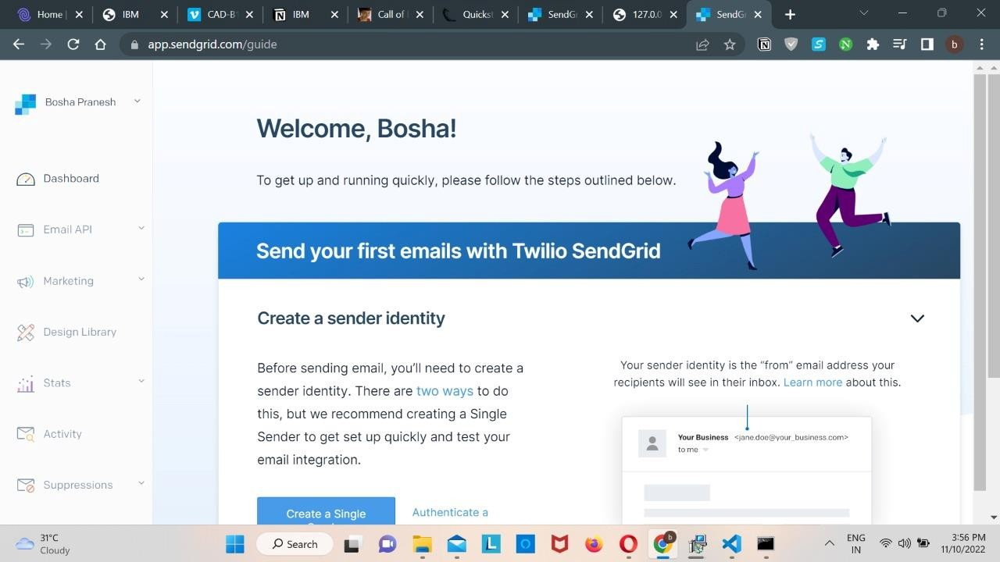 Home
IBM
CAD-B
IBM
Call of
Quickst
SendGr
127.0.0
SendGr
app.sendgrid.com/guide
b
Bosha Pranesh
Dashboard
Email API
Marketing
Design Library
Stats
Activity
Suppressions
Welcome, Bosha!
To get up and running quickly, please follow the steps outlined below.
Send your first emails with Twilio SendGrid
Create a sender identity
Before sending email, you’ll need to create a
sender identity. There are two ways to do
this, but we recommend creating a Single
Sender to get set up quickly and test your
email integration.
Create a Single
Authenticate a
Your sender identity is the “from” email address your
recipients will see in their inbox. Learn more about this.
Your Business <jane.doe@your_business.com>
to me
31°C
Cloudy
Search
ENG
IN
3:56 PM
11/10/2022